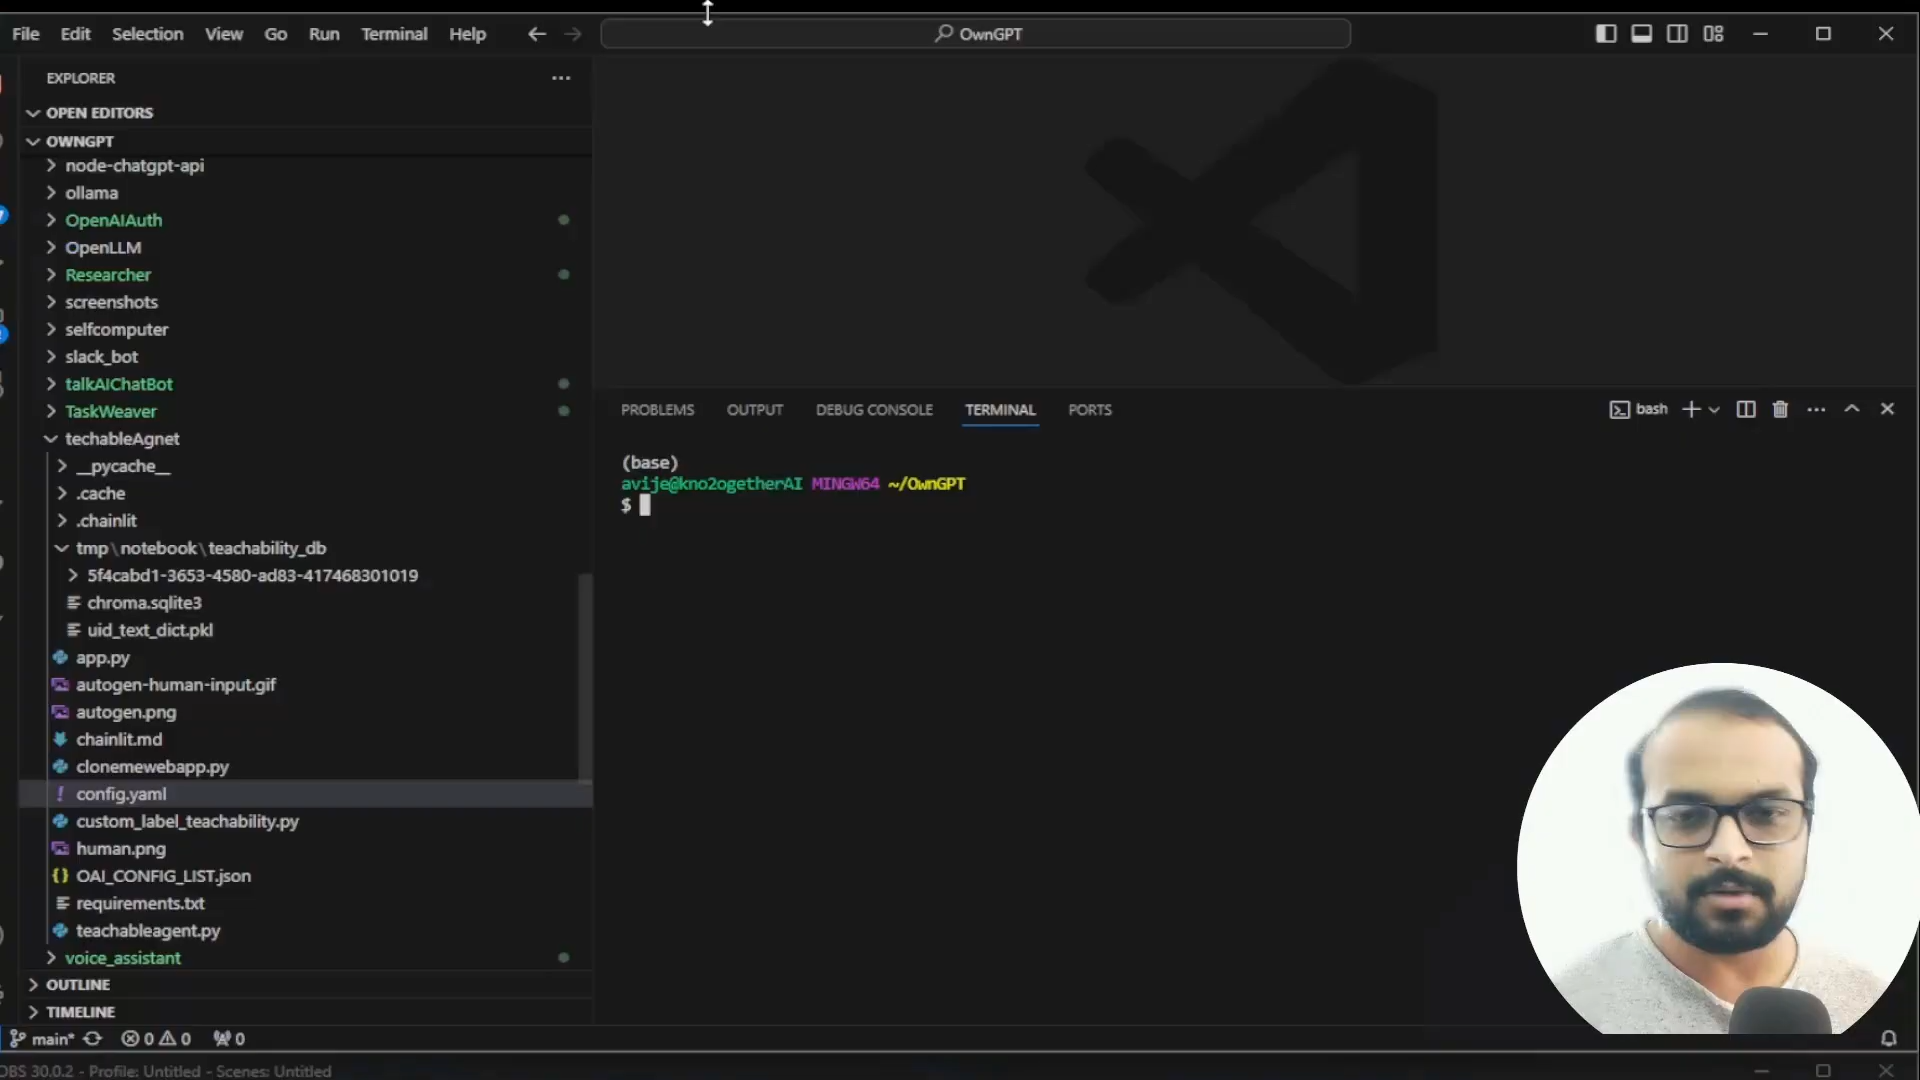 File Edit Selection View Go Run Terminal Help
OwnGPT
EXPLORER
OPEN EDITORS
OWNGPT
node-chatgpt-api
ollama
OpenAIAuth
OpenLLM
Researcher
screenshots
selfcomputer
slack_bot
talkAIChatBot
TaskWeaver
techableAgnet
__pycache__
.cache
.chainlit
tmp\notebook\teachability_db
5f4cabd1-3653-4580-ad83-417468301019
chroma.sqlite3
uid_text_dict.pkl
app.py
autogen-human-input.gif
autogen.png
chainlit.md
clonemewebapp.py
config.yaml
custom_label_teachability.py
human.png
OAI_CONFIG_LIST.json
requirements.txt
teachableagent.py
voice_assistant
OUTLINE
TIMELINE
PROBLEMS OUTPUT DEBUG CONSOLE TERMINAL PORTS
bash
(base)
avije@kno2ogetherAI MINGW64 ~/OwnGPT
$
main* 0 0 0
OBS 30.0.2 - Profile: Untitled - Scenes: Untitled